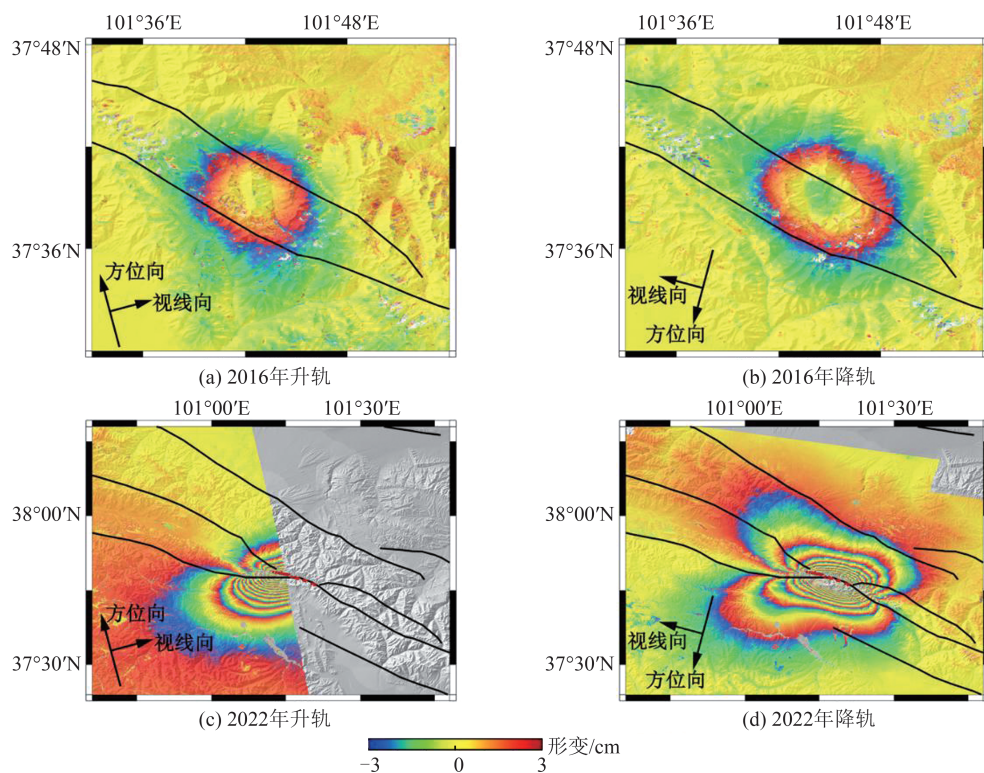 101°36′E 101°48′E 101°36′E 101°48′E
37°48′N 37°48′N
37°36′N 37°36′N
方位向
视线向
视线向
方位向
(a) 2016年升轨 (b) 2016年降轨
101°00′E 101°30′E 101°00′E 101°30′E
38°00′N 38°00′N
方位向
视线向
视线向
方位向
37°30′N 37°30′N
(c) 2022年升轨 (d) 2022年降轨
形变/cm
−3 0 3